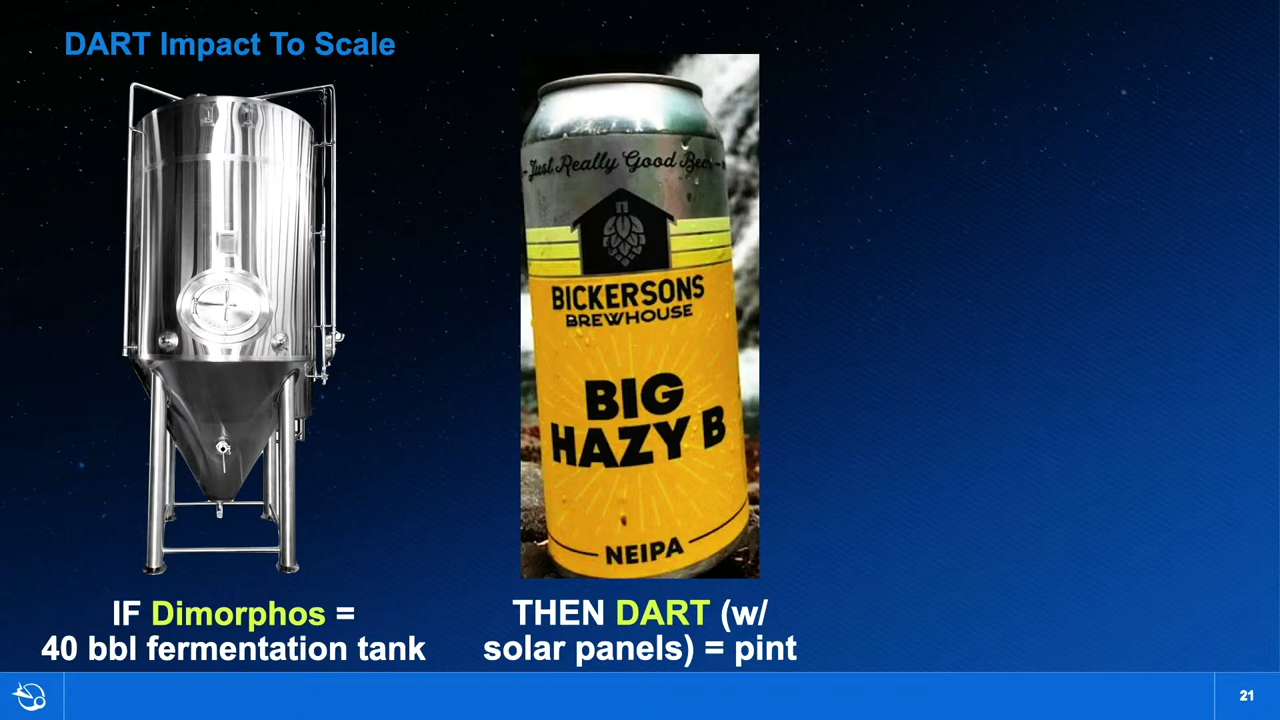 DART Impact To Scale
-Just Really Good Beer-
BICKERSONS
BREWHOUSE
BIG
HAZY B
NEIPA
IF Dimorphos =
40 bbl fermentation tank
THEN DART (w/
solar panels) = pint
21